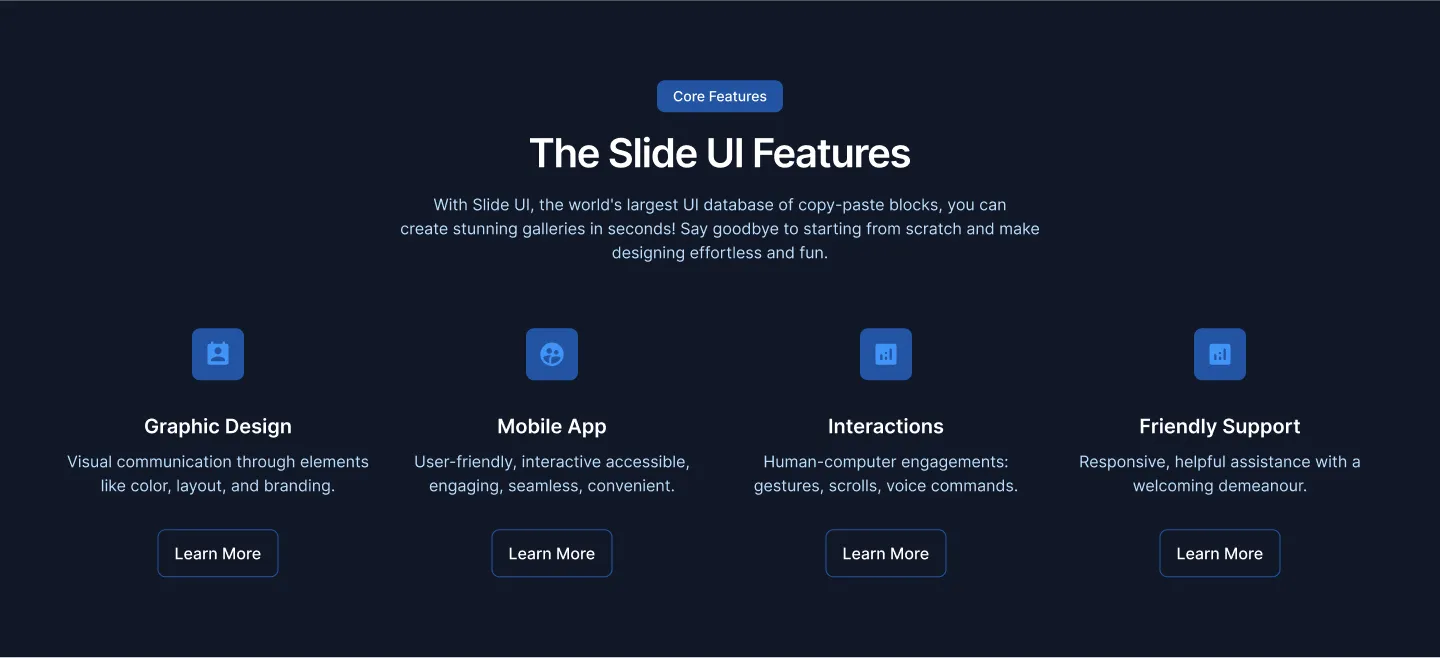 Core Features
The Slide UI Features
With Slide UI, the world's largest UI database of copy-paste blocks, you can
create stunning galleries in seconds! Say goodbye to starting from scratch and make
designing effortless and fun.
Graphic Design
Visual communication through elements
like color, layout, and branding.
Learn More
Mobile App
User-friendly, interactive accessible,
engaging, seamless, convenient.
Learn More
Interactions
Human-computer engagements:
gestures, scrolls, voice commands.
Learn More
Friendly Support
Responsive, helpful assistance with a
welcoming demeanour.
Learn More